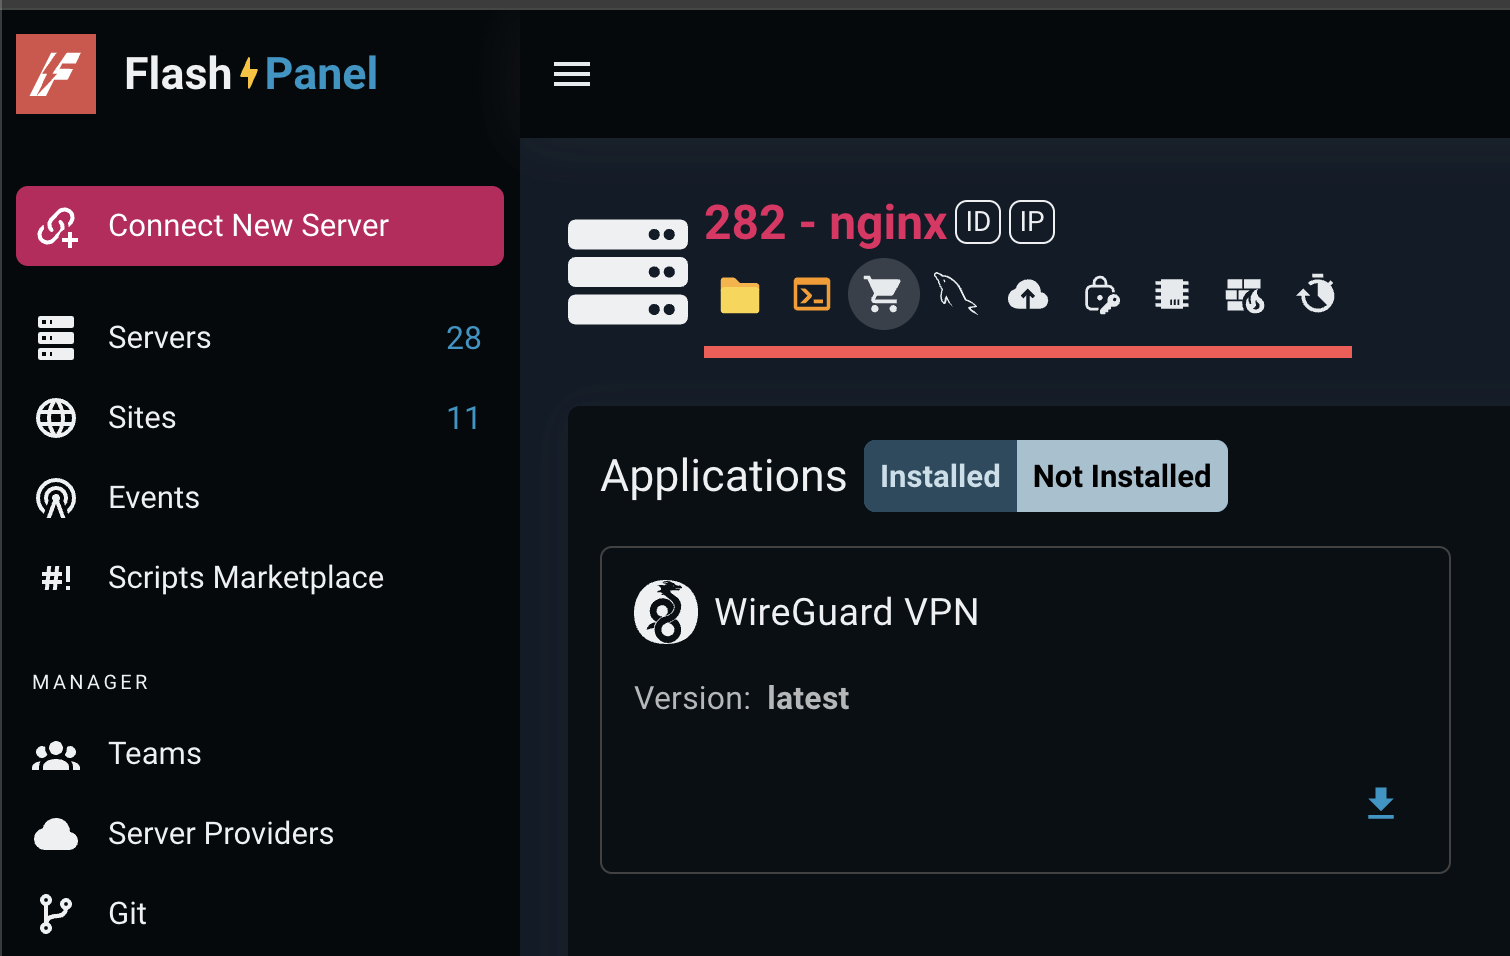 Flash Panel
Connect New Server
Servers 28
Sites 11
Events
#! Scripts Marketplace
MANAGER
Teams
Server Providers
Git
282 - nginx ID IP
Applications Installed Not Installed
WireGuard VPN
Version: latest